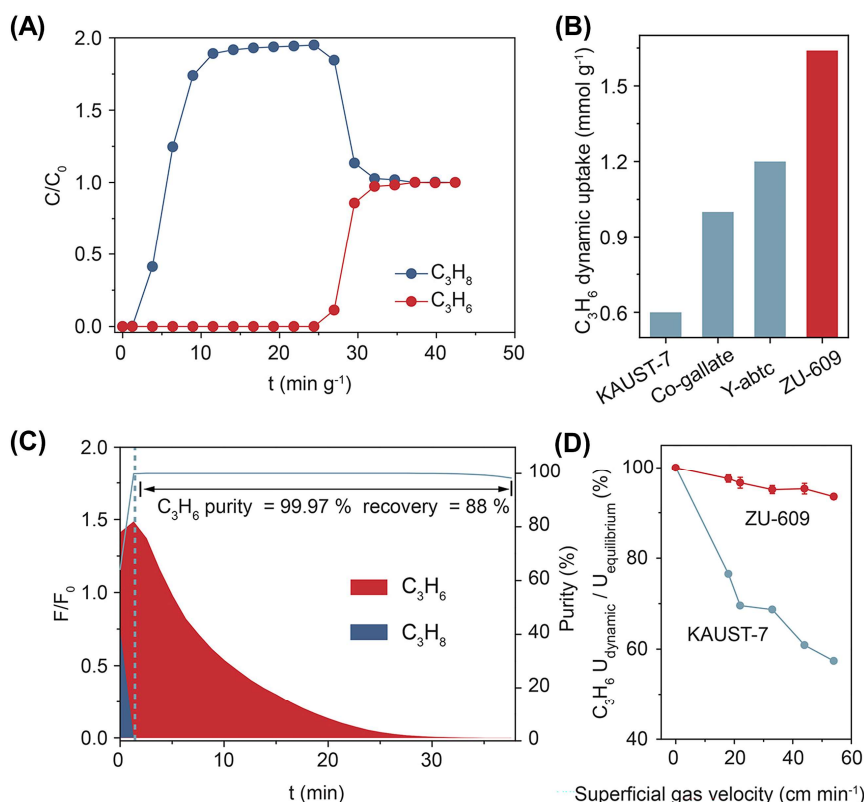 (A)
2.0
1.5
1.0
0.5
0.0
C/C₀
0 10 20 30 40 50
t (min g⁻¹)
C₃H₈
C₃H₆
(B)
1.5
1.2
0.9
0.6
C₃H₆ dynamic uptake (mmol g⁻¹)
KAUST-7
Co-gallate
Y-abtc
ZU-609
(C)
2.0
1.5
1.0
0.5
0.0
F/F₀
C₃H₆ purity = 99.97 % recovery = 88 %
C₃H₆
C₃H₈
100
80
60
40
20
0
Purity (%)
0 10 20 30
t (min)
(D)
100
80
60
40
C₃H₆ U_dynamic / U_equilibrium (%)
ZU-609
KAUST-7
0 20 40 60
Superficial gas velocity (cm min⁻¹)